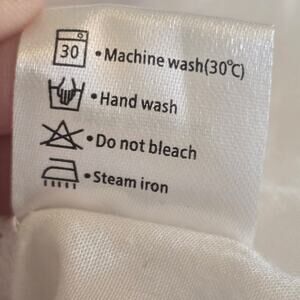 30 • Machine wash(30℃)
• Hand wash
• Do not bleach
• Steam iron